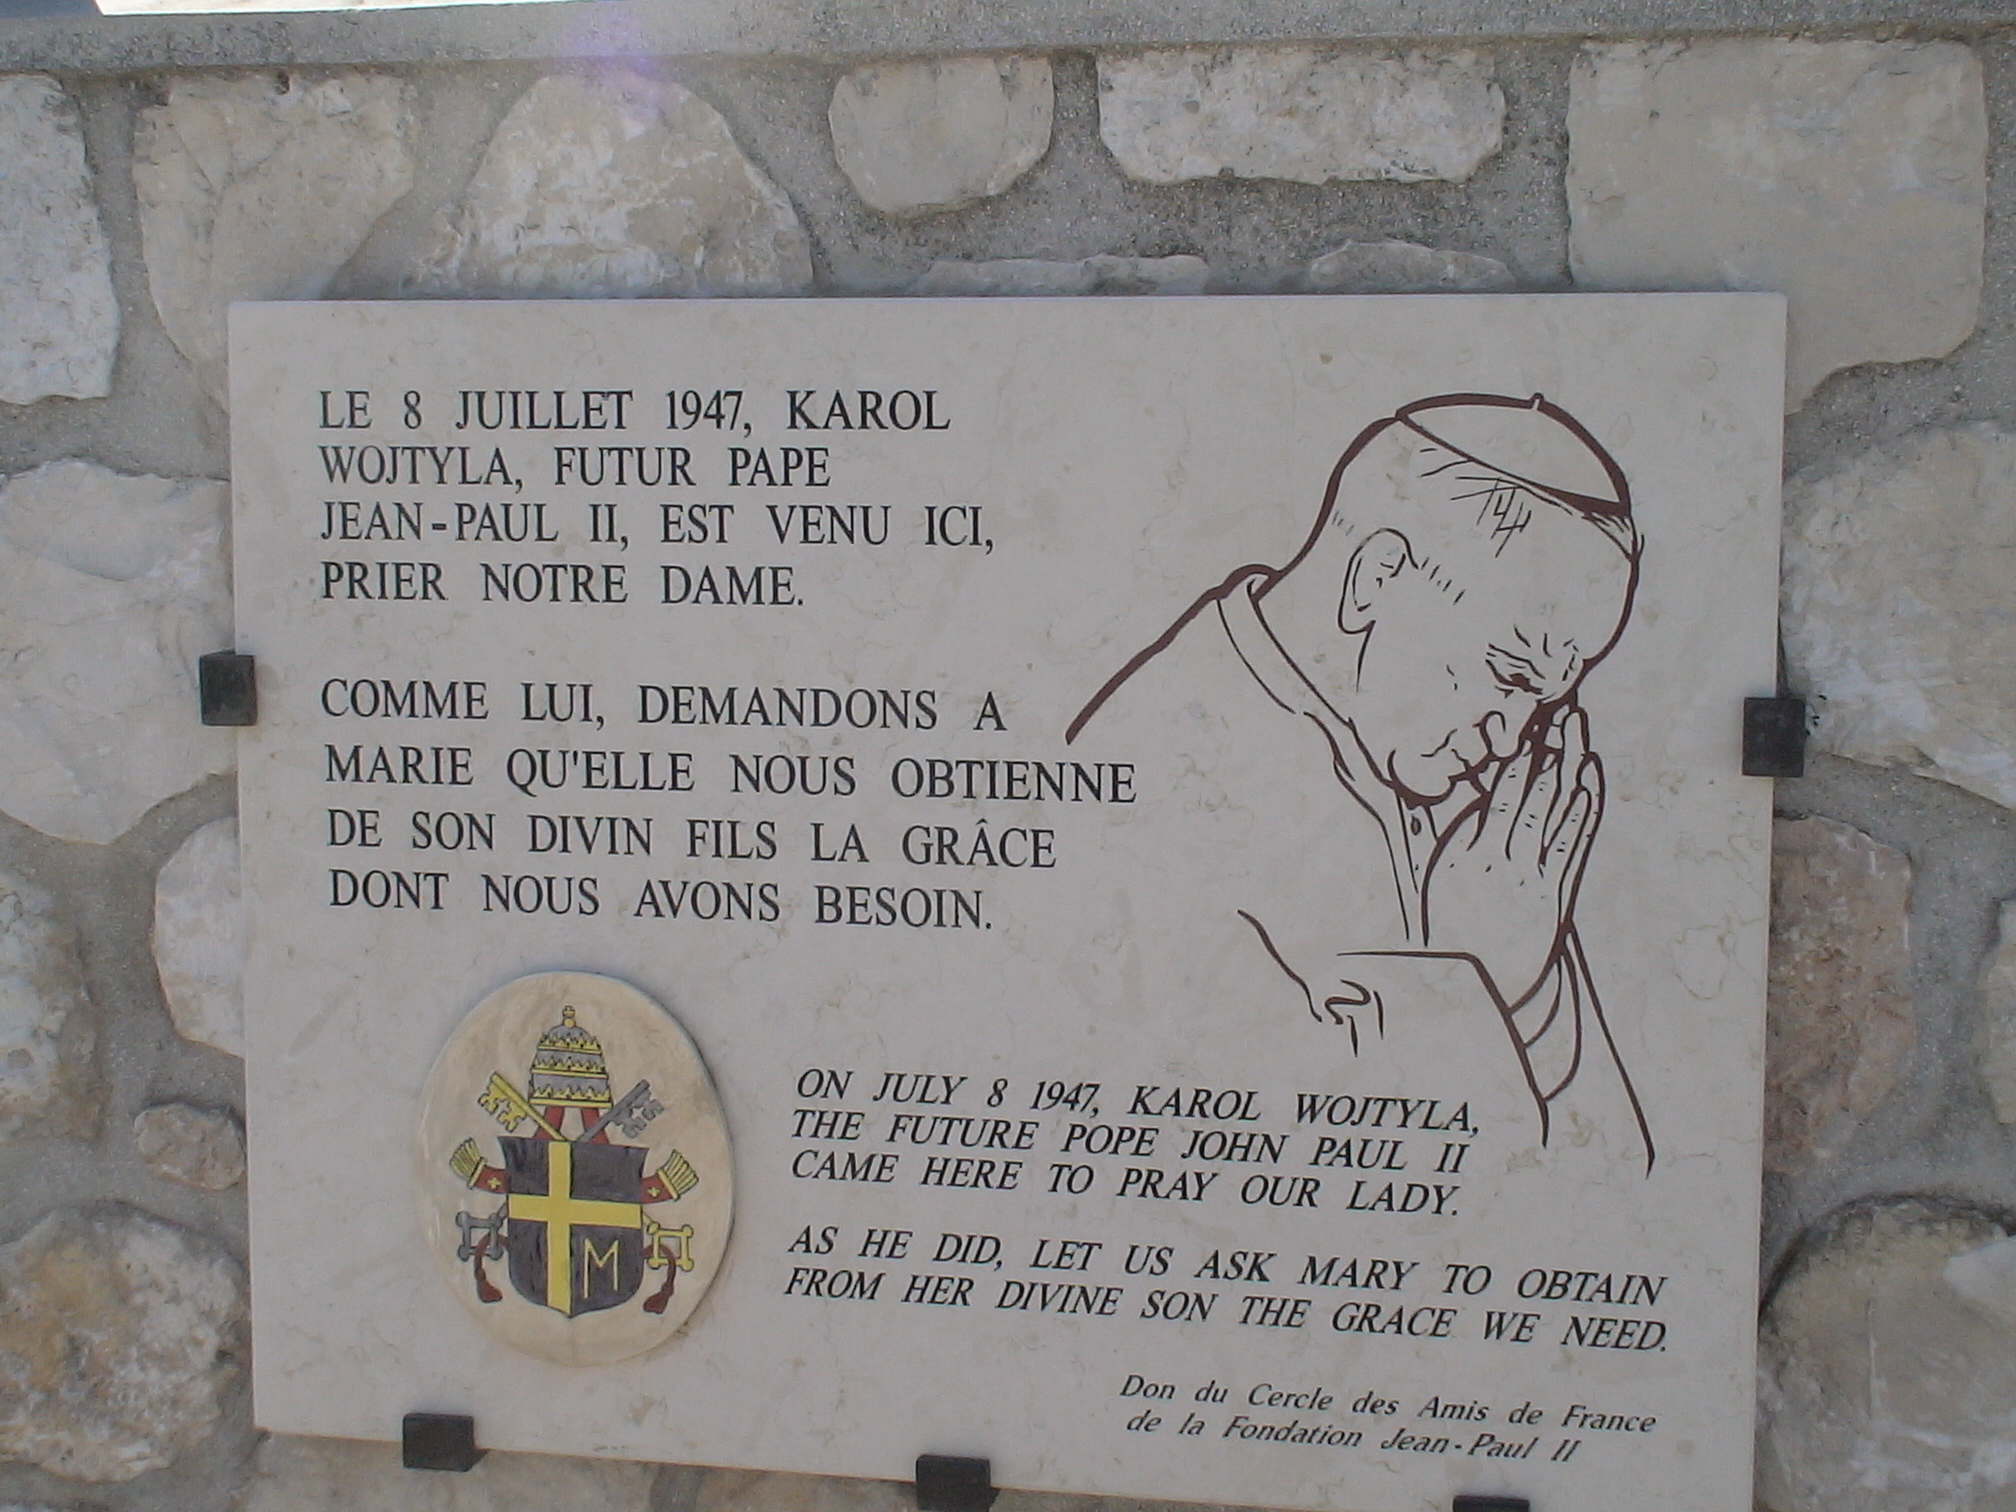 LE 8 JUILLET 1947, KAROL
WOJTYLA, FUTUR PAPE
JEAN-PAUL II, EST VENU ICI,
PRIER NOTRE DAME.
COMME LUI, DEMANDONS A
MARIE QU'ELLE NOUS OBTIENNE
DE SON DIVIN FILS LA GRÂCE
DONT NOUS AVONS BESOIN.
M
ON JULY 8 1947, KAROL WOJTYLA,
THE FUTURE POPE JOHN PAUL II
CAME HERE TO PRAY OUR LADY.
AS HE DID, LET US ASK MARY TO OBTAIN
FROM HER DIVINE SON THE GRACE WE NEED.
Don du Cercle des Amis de France
de la Fondation Jean-Paul II